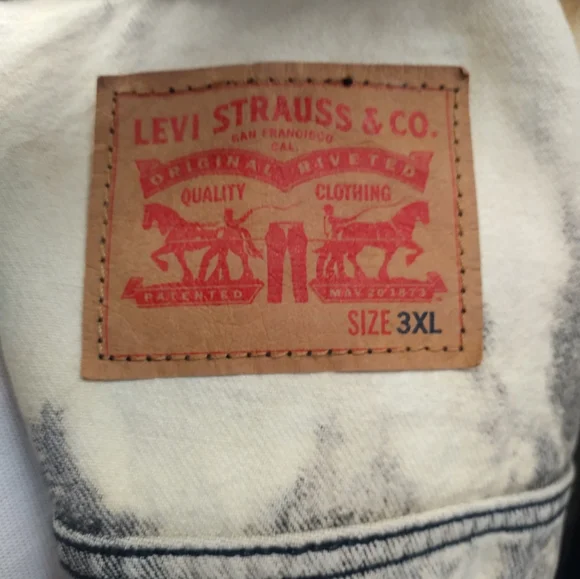 LEVI STRAUSS & CO.
SAN FRANCISCO
CAL.
ORIGINAL RIVETED
QUALITY CLOTHING
PATENTED MAY 20 1873
SIZE 3XL